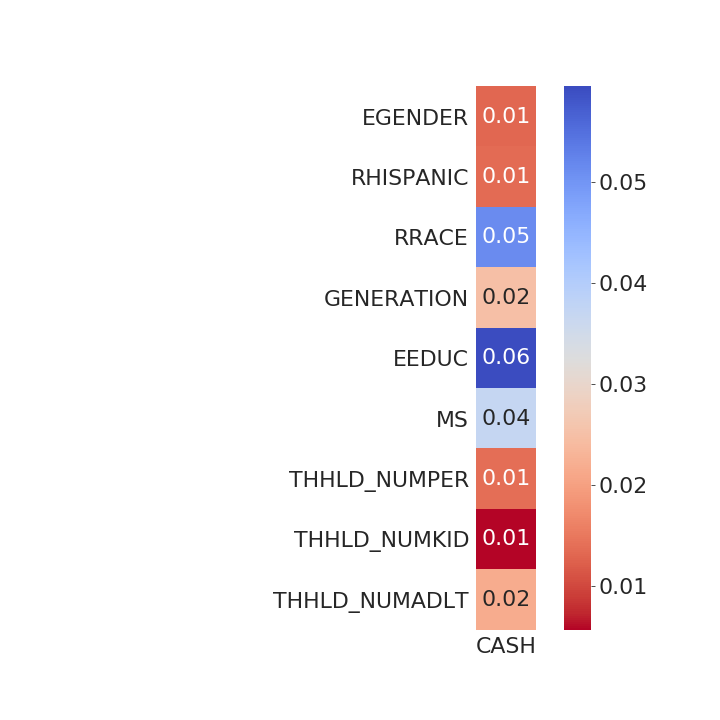 EGENDER 0.01
RHISPANIC 0.01
RRACE 0.05
GENERATION 0.02
EEDUC 0.06
MS 0.04
THHLD_NUMPER 0.01
THHLD_NUMKID 0.01
THHLD_NUMADLT 0.02
CASH
0.05
0.04
0.03
0.02
0.01